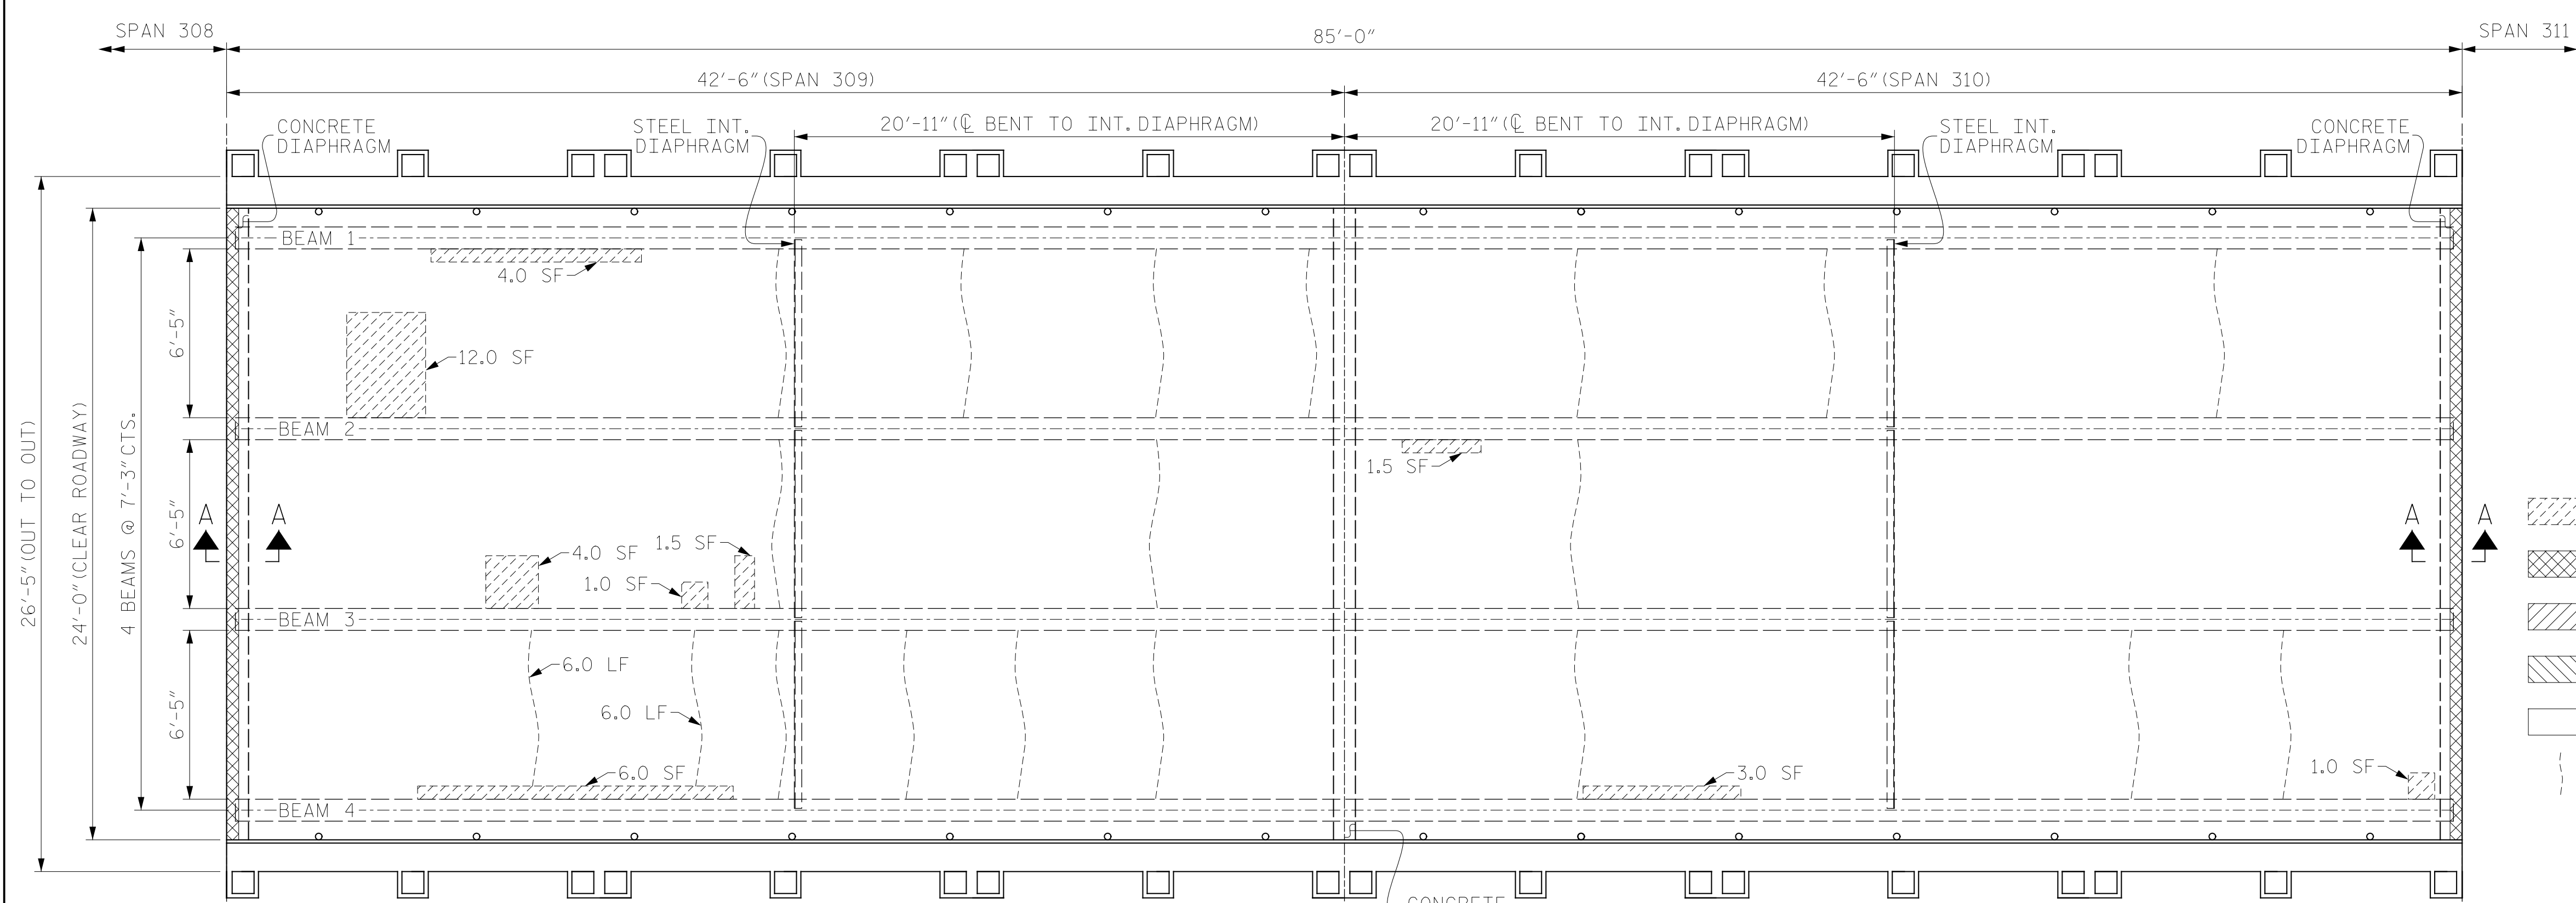 SPAN 308
85'-0"
SPAN 311
42'-6"(SPAN 309)
42'-6"(SPAN 310)
CONCRETE
DIAPHRAGM
STEEL INT.
DIAPHRAGM
20'-11"(℄ BENT TO INT. DIAPHRAGM)
20'-11"(℄ BENT TO INT. DIAPHRAGM)
STEEL INT.
DIAPHRAGM
CONCRETE
DIAPHRAGM
26'-5"(OUT TO OUT)
24'-0"(CLEAR ROADWAY)
4 BEAMS @ 7'-3"CTS.
6'-5"
6'-5"
6'-5"
BEAM 1
4.0 SF
12.0 SF
BEAM 2
1.5 SF
A
A
A
A
4.0 SF
1.5 SF
1.0 SF
BEAM 3
6.0 LF
6.0 LF
6.0 SF
3.0 SF
1.0 SF
BEAM 4
CONCRETE